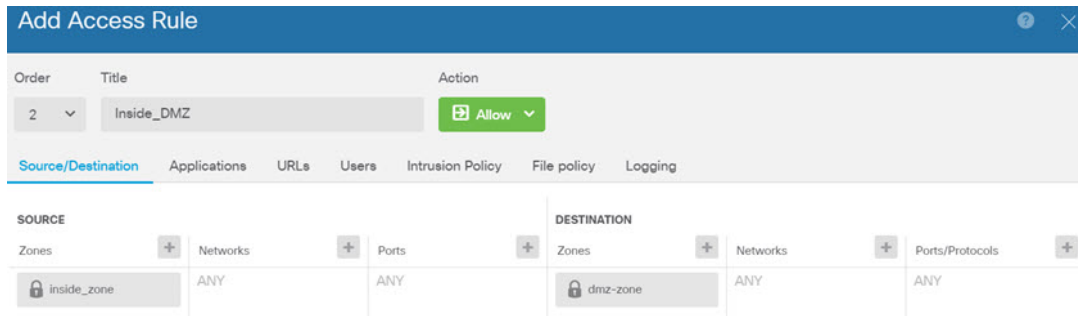 Add Access Rule
Order Title Action
2 Inside_DMZ Allow
Source/Destination Applications URLs Users Intrusion Policy File policy Logging
SOURCE DESTINATION
Zones Networks Ports Zones Networks Ports/Protocols
inside_zone ANY ANY dmz-zone ANY ANY